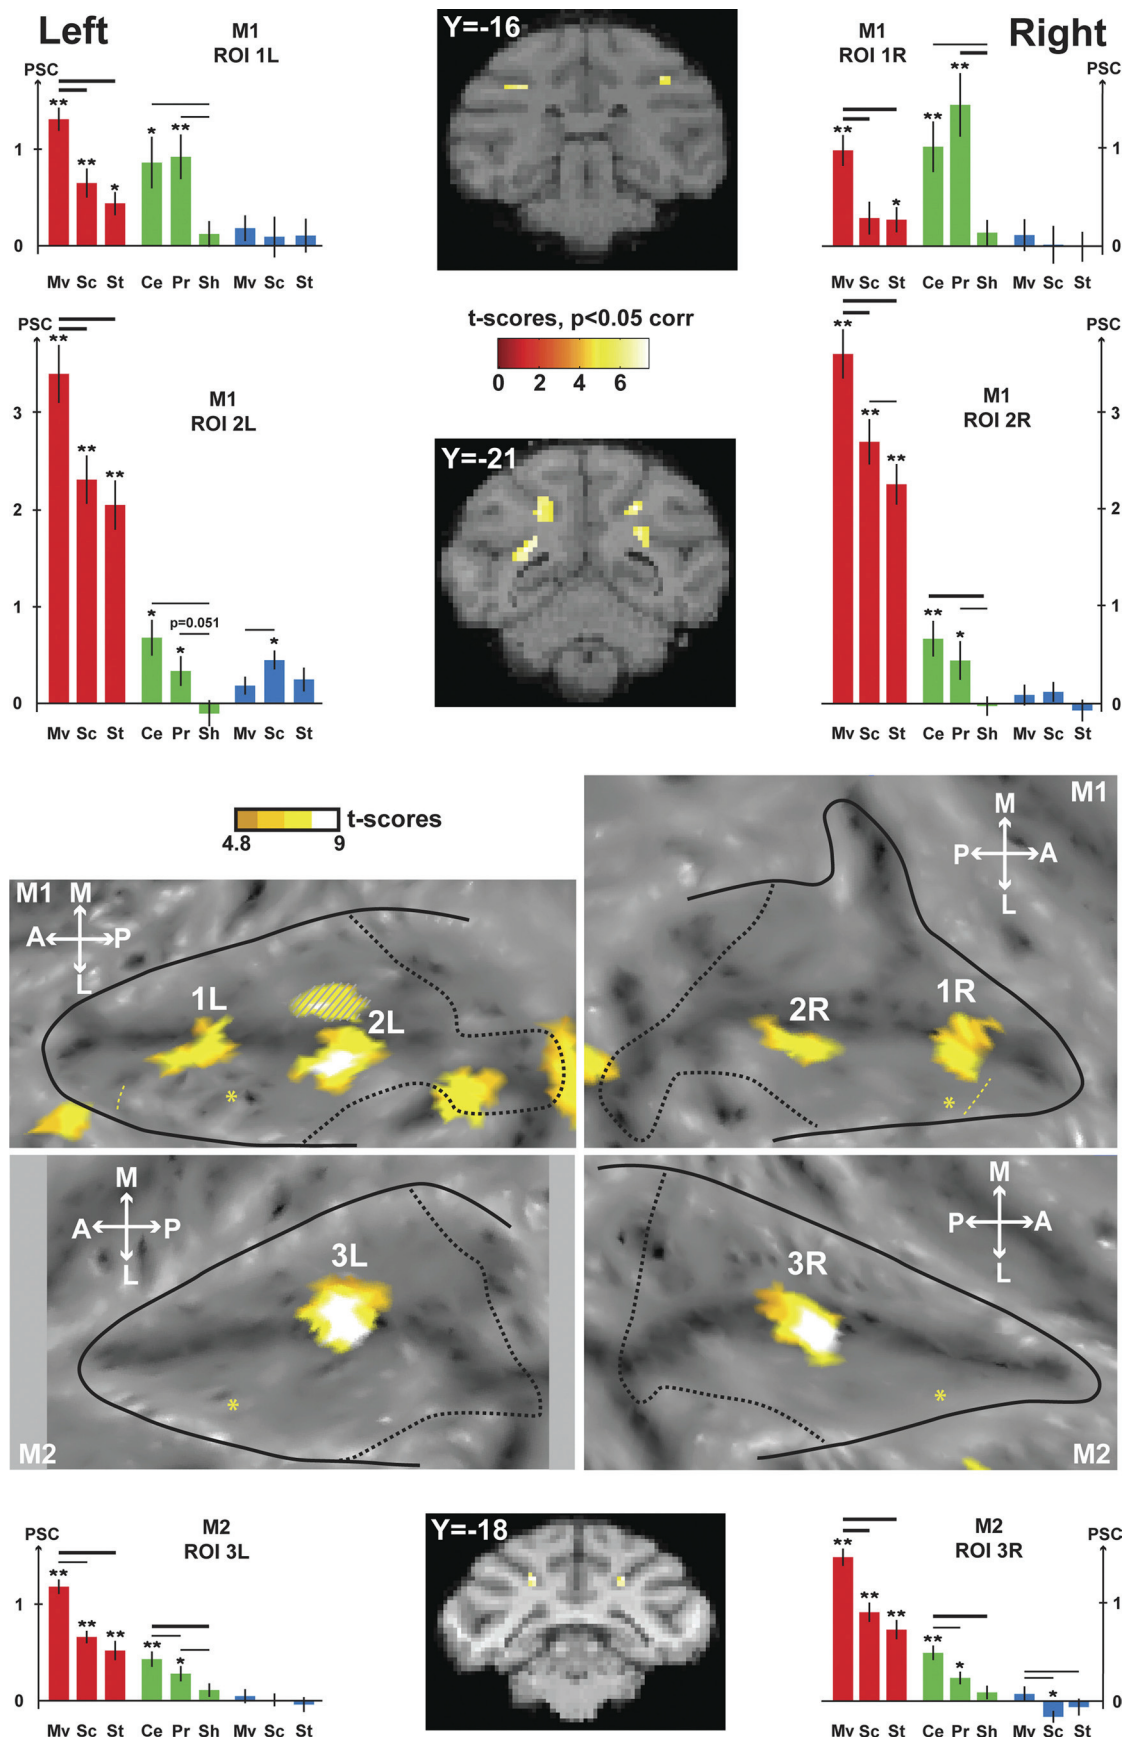 Left
M1
ROI 1L
PSC
**
**
*
*
**
1
0
Mv Sc St Ce Pr Sh Mv Sc St
Y=-16
Right
M1
ROI 1R
PSC
**
*
**
**
1
0
Mv Sc St Ce Pr Sh Mv Sc St
t-scores, p<0.05 corr
0 2 4 6
PSC
M1
ROI 2L
**
**
**
*
p=0.051
*
*
3
2
1
0
Mv Sc St Ce Pr Sh Mv Sc St
Y=-21
PSC
M1
ROI 2R
**
**
**
**
*
3
2
1
0
Mv Sc St Ce Pr Sh Mv Sc St
t-scores
4.8 9
M1
M
A P
L
1L
2L
*
M1
M
P A
L
2R
1R
*
M
A P
L
3L
*
M2
M
P A
L
3R
*
M2
PSC
M2
ROI 3L
**
**
**
**
*
1
0
Mv Sc St Ce Pr Sh Mv Sc St
Y=-18
M2
ROI 3R
PSC
**
**
**
**
*
*
1
0
Mv Sc St Ce Pr Sh Mv Sc St